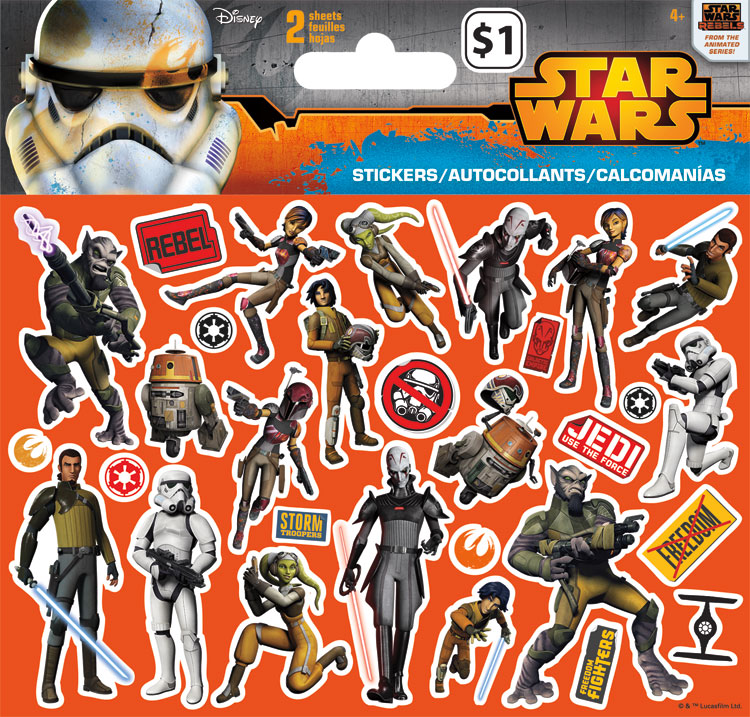 Disney
2 sheets
feuilles
hojas
$1
4+
STAR
WARS
REBELS
FROM THE
ANIMATED
SERIES!
STAR
WARS
™
STICKERS/AUTOCOLLANTS/CALCOMANÍAS
REBEL
JEDI
USE THE FORCE
STORM
TROOPERS
FREEDOM
FREEDOM
FIGHTERS
© & ™ Lucasfilm Ltd.